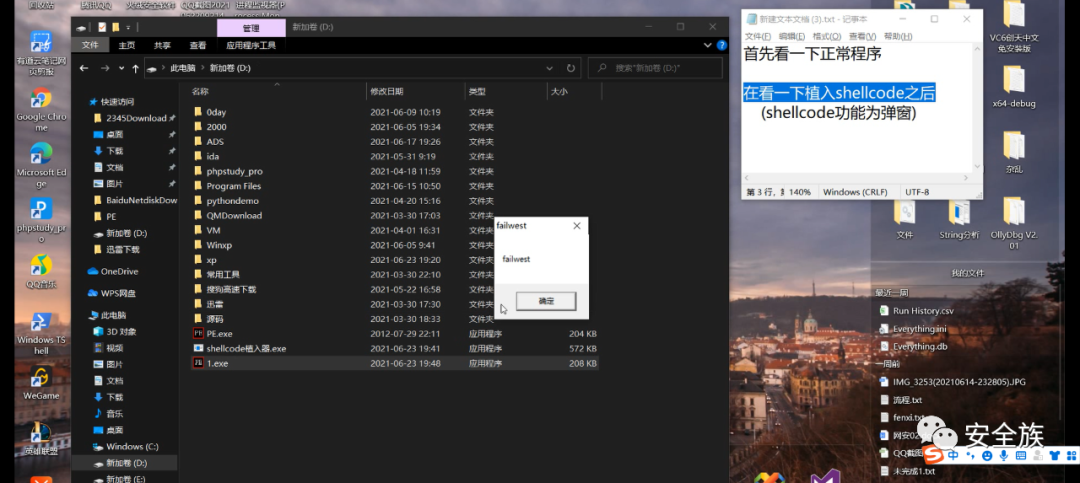 回收站
腾讯QQ
火绒安全软件
QQ截图2021
进程监视器(P
管理
新加卷 (D:)
文件
主页
共享
查看
应用程序工具
此电脑 › 新加卷 (D:)
搜索"新加卷 (D:)"
名称
修改日期
类型
大小
快速访问
2345Download
桌面
下载
文档
图片
BaiduNetdiskDow
PE
新加卷 (D:)
迅雷下载
OneDrive
WPS网盘
此电脑
3D 对象
视频
图片
文档
下载
音乐
桌面
Windows (C:)
新加卷 (D:)
新加卷 (E:)
0day 2021-06-09 10:19 文件夹
2000 2021-06-05 19:34 文件夹
ADS 2021-06-17 19:26 文件夹
ida 2021-05-31 9:19 文件夹
phpstudy_pro 2021-04-18 11:59 文件夹
Program Files 2021-06-15 10:50 文件夹
pythondemo 2021-04-20 15:16 文件夹
QMDownload 2021-03-30 17:03 文件夹
VM 2021-04-01 16:31 文件夹
Winxp 2021-06-05 9:41 文件夹
xp 2021-06-23 19:20 文件夹
常用工具 2021-03-30 22:10 文件夹
搜狗高速下载 2021-05-22 16:58 文件夹
迅雷 2021-03-30 17:30 文件夹
源码 2021-03-30 18:33 文件夹
PE.exe 2012-07-29 22:11 应用程序 204 KB
shellcode植入器.exe 2021-06-23 19:41 应用程序 572 KB
1.exe 2021-06-23 19:48 应用程序 208 KB
failwest
failwest
确定
新建文本文档 (3).txt - 记事本
文件(F) 编辑(E) 格式(O) 查看(V) 帮助(H)
首先看一下正常程序
在看一下植入shellcode之后
(shellcode功能为弹窗)
第 3 行，
140%
Windows (CRLF)
UTF-8
有道云笔记网
页剪报
Google Chro
me
Microsoft Ed
ge
phpstudy_pr
o
QQ音乐
Windows TS
hell
WeGame
英雄联盟
VC6创天中文
免安装版
x64-debug
杂乱
文件
String分析
OllyDbg V2.
01
我的文件
最近一周
Run History.csv
Everything.ini
Everything.db
一周前
IMG_3253(20210614-232805).JPG
流程.txt
fenxi.txt
网安02
QQ截图
未完成1.txt
安全族
中